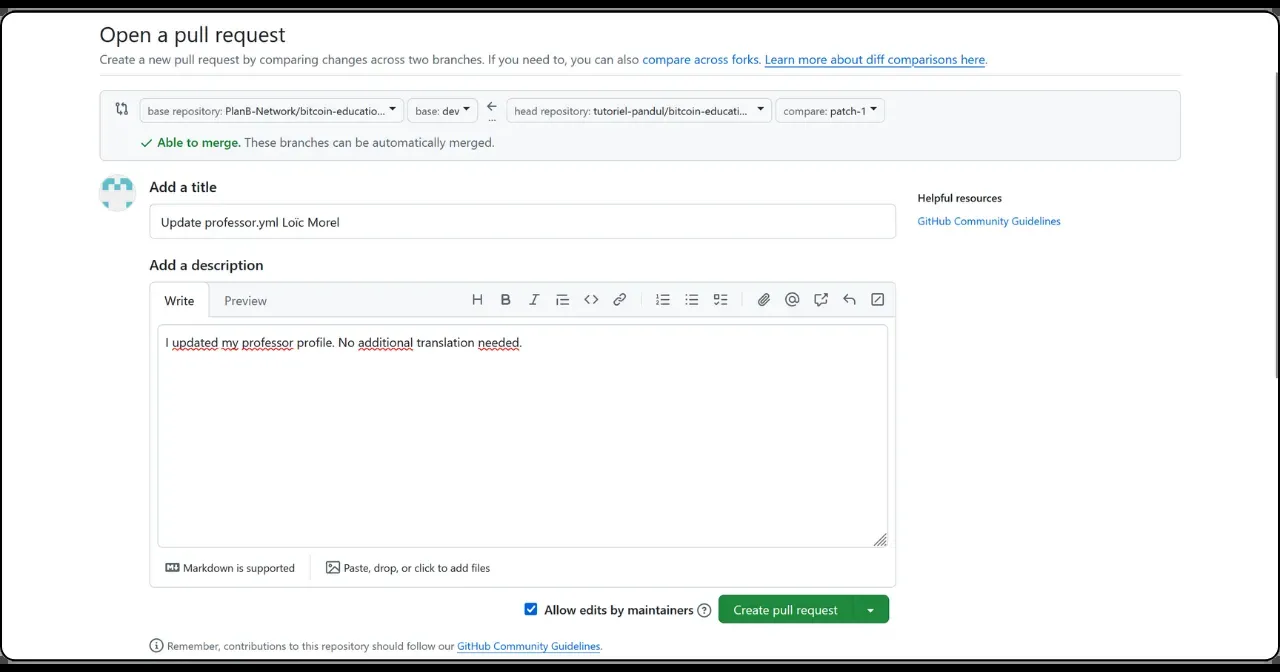 Open a pull request
Create a new pull request by comparing changes across two branches. If you need to, you can also compare across forks. Learn more about diff comparisons here.
base repository: PlanB-Network/bitcoin-educatio... base: dev head repository: tutoriel-pandul/bitcoin-educati... compare: patch-1
Able to merge. These branches can be automatically merged.
Add a title
Update professor.yml Loïc Morel
Helpful resources
GitHub Community Guidelines
Add a description
Write Preview
I updated my professor profile. No additional translation needed.
Markdown is supported Paste, drop, or click to add files
Allow edits by maintainers Create pull request
Remember, contributions to this repository should follow our GitHub Community Guidelines.